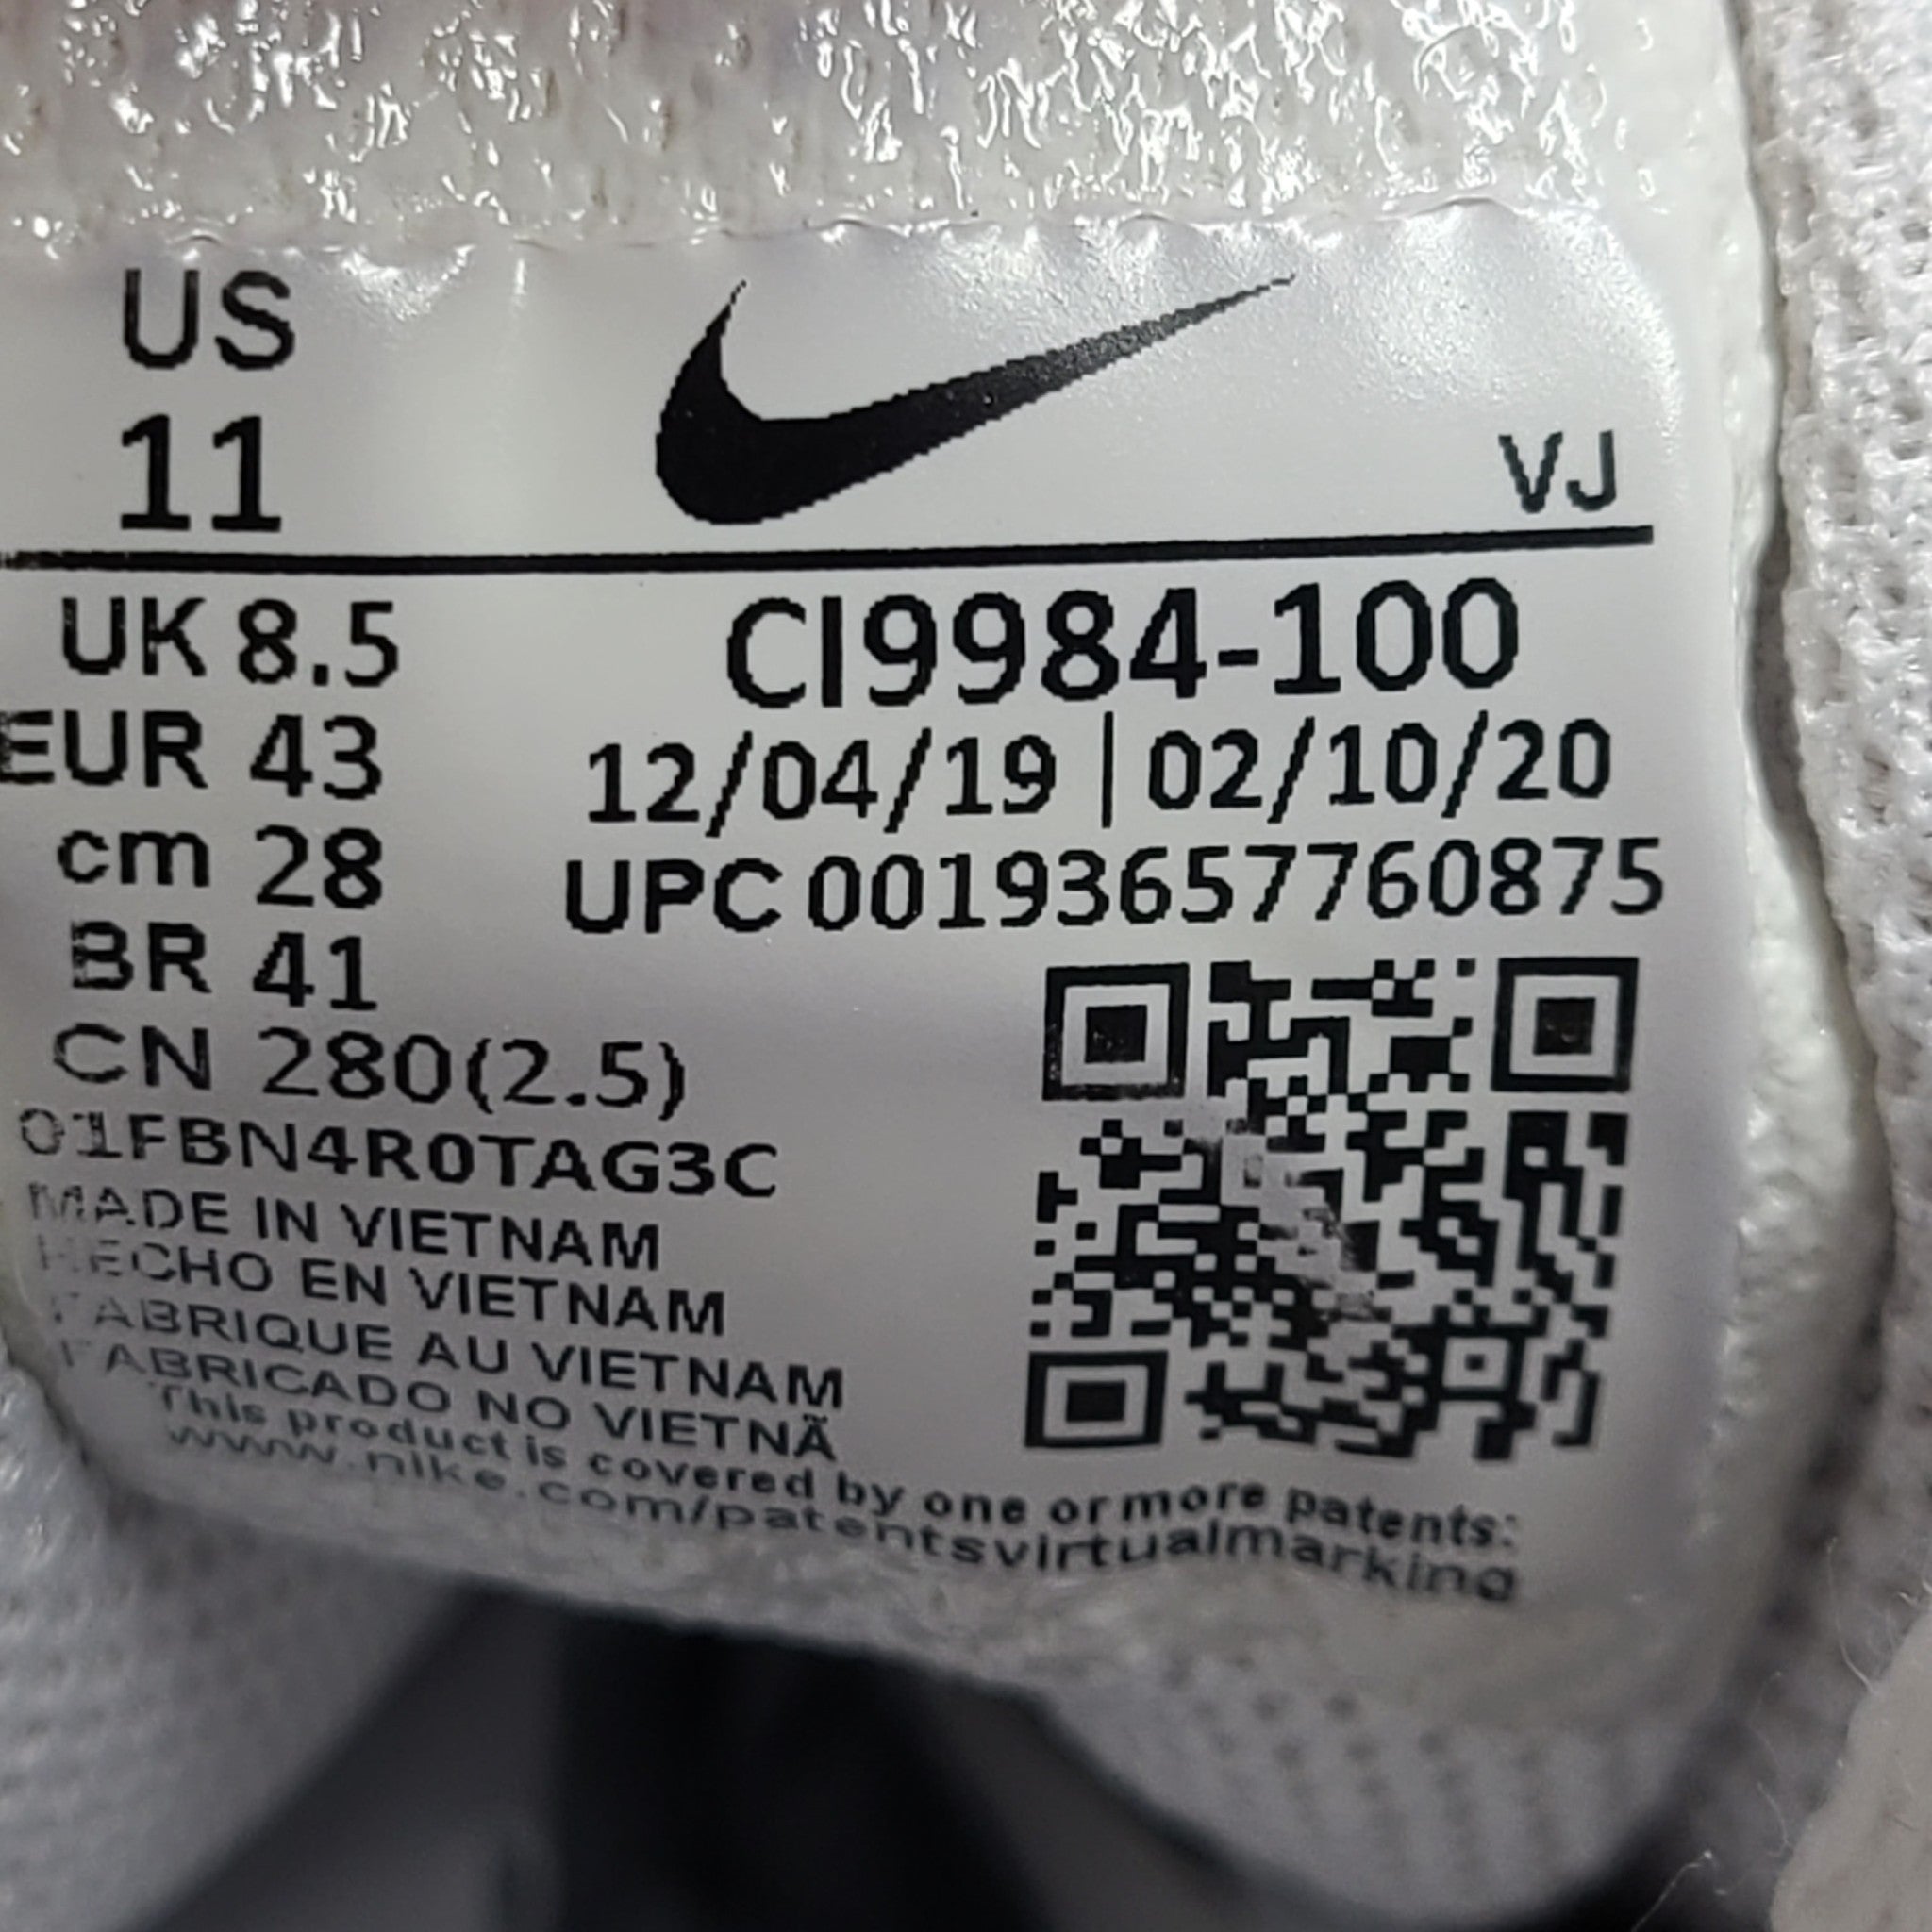 US
11
VJ
UK 8.5
EUR 43
cm 28
BR 41
CN 280(2.5)
CI9984-100
12/04/19 | 02/10/20
UPC 00193657760875
01FBN4R0TAG3C
MADE IN VIETNAM
HECHO EN VIETNAM
FABRIQUE AU VIETNAM
FABRICADO NO VIETNÃ
This product is covered by one or more patents:
www.nike.com/patentsvirtualmarking